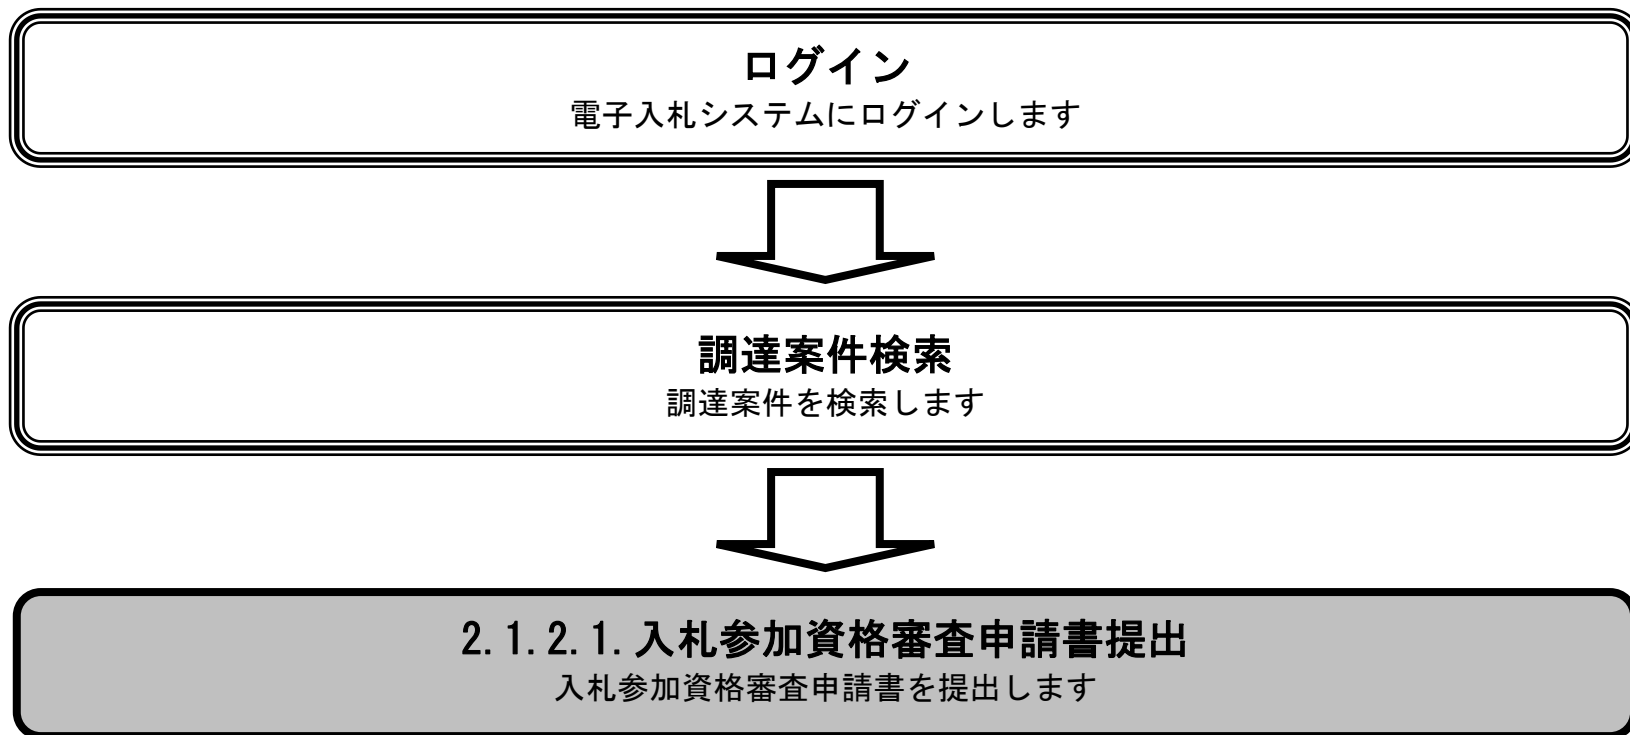 ログイン
電子入札システムにログインします
調達案件検索
調達案件を検索します
2.1.2.1.入札参加資格審査申請書提出
入札参加資格審査申請書を提出します